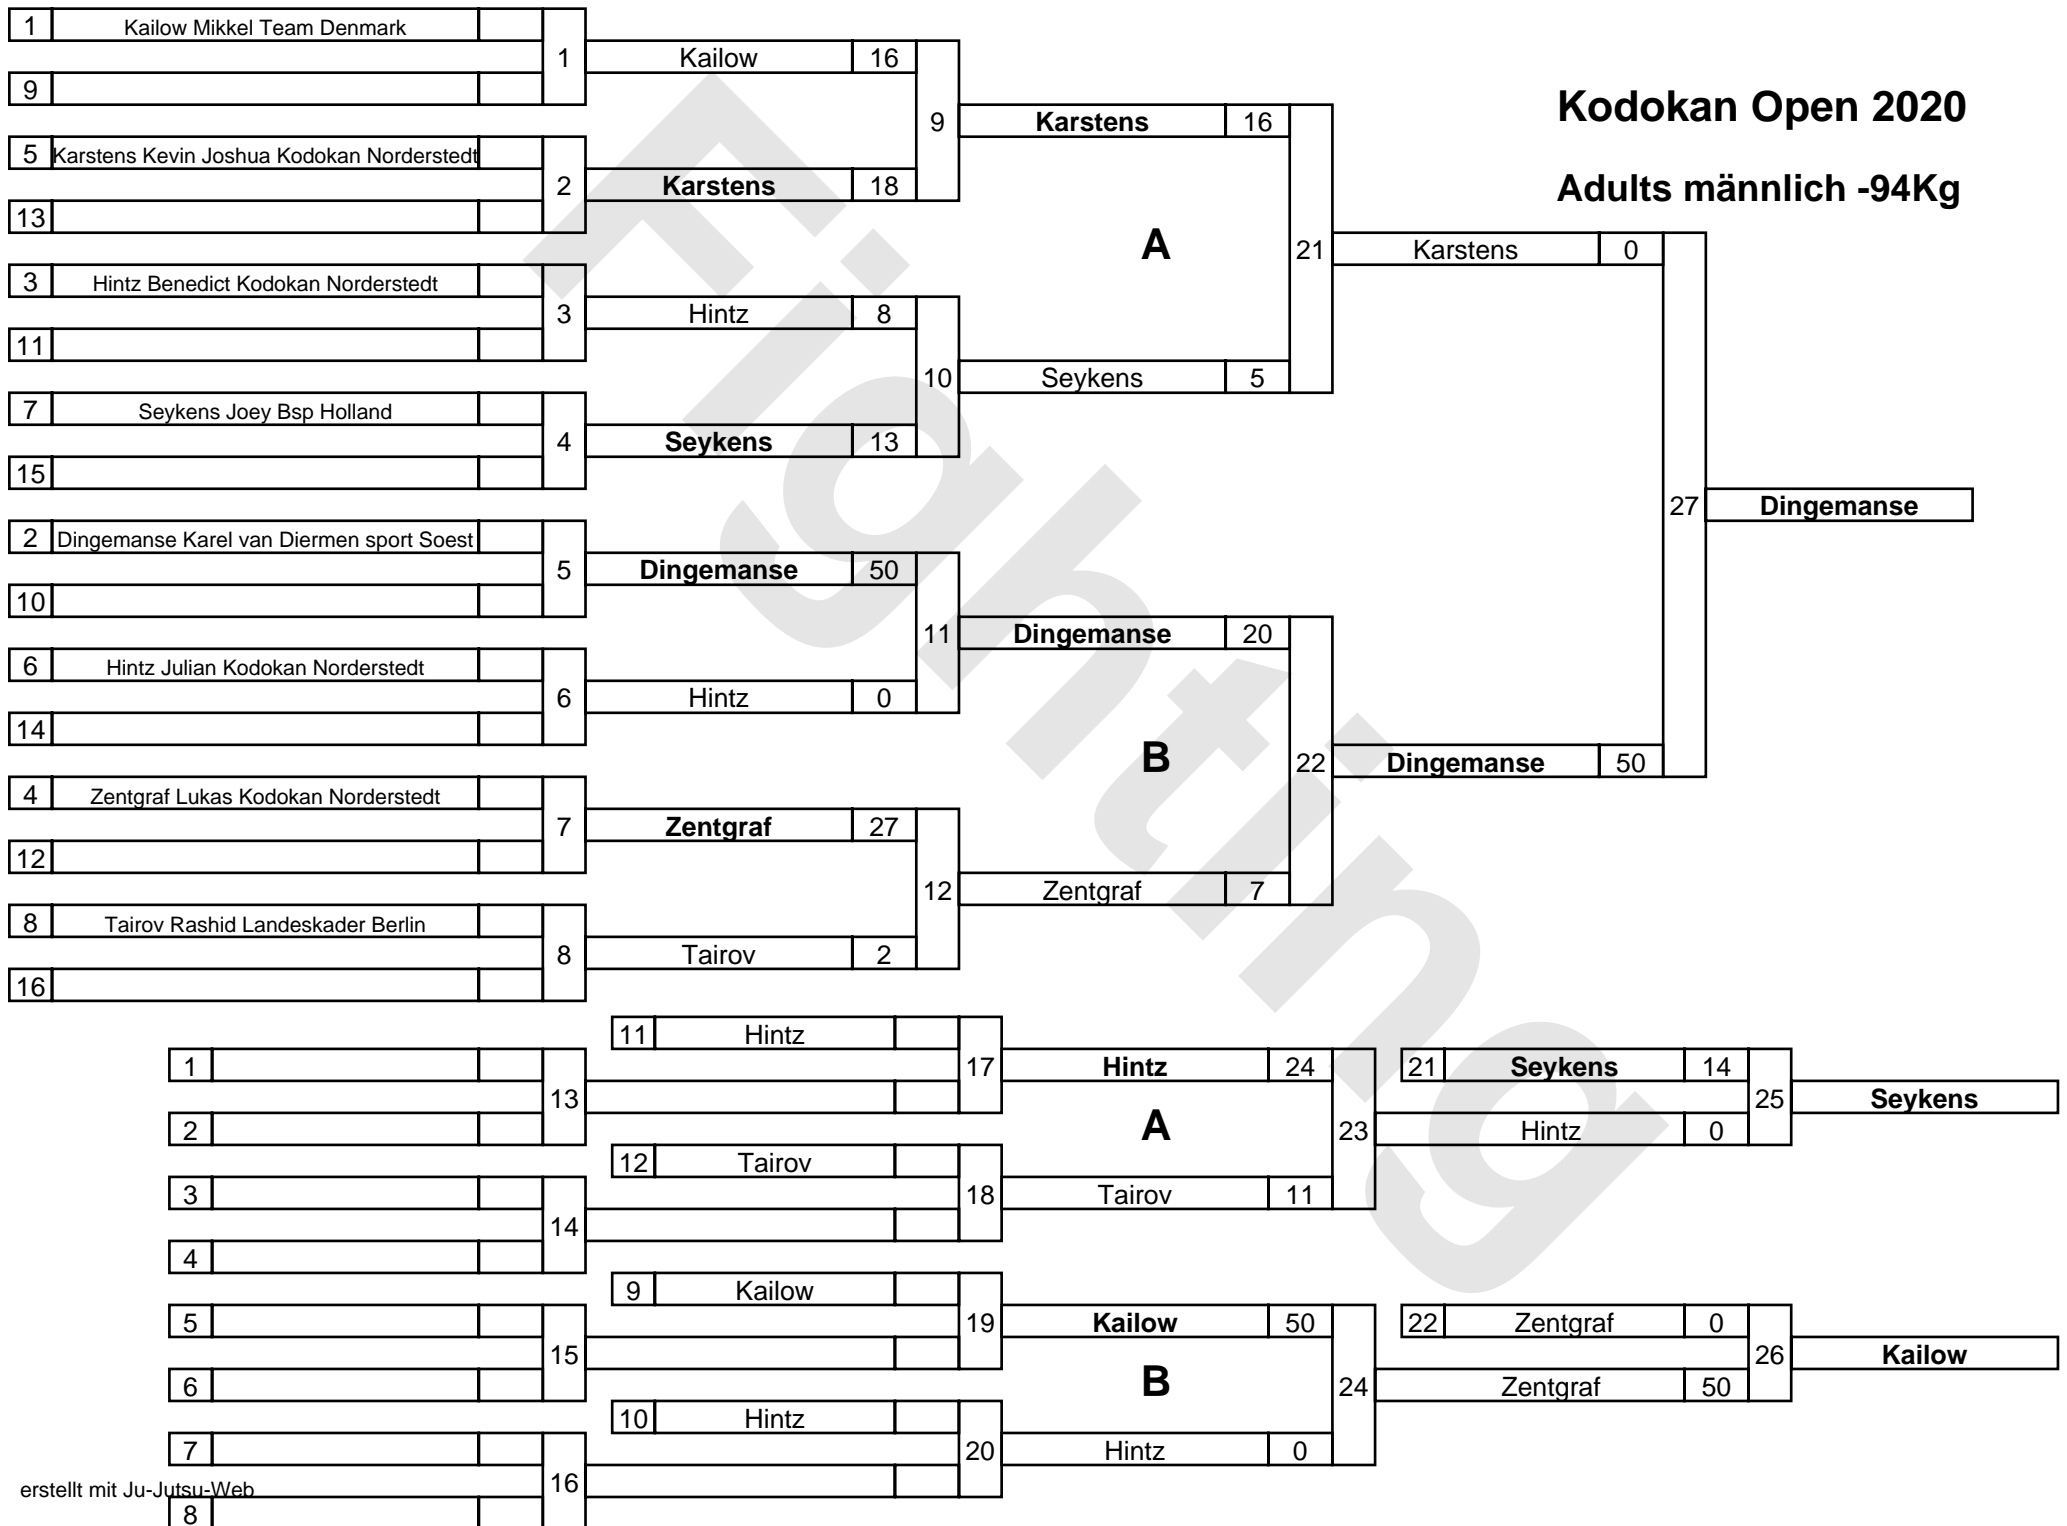 Kodokan Open 2020
Adults männlich -94Kg
1 Kailow Mikkel Team Denmark
9
1
5 Karstens Kevin Joshua Kodokan Norderstedt
13
2
3 Hintz Benedict Kodokan Norderstedt
11
3
7 Seykens Joey Bsp Holland
15
4
2 Dingemanse Karel van Diermen sport Soest
10
5
6 Hintz Julian Kodokan Norderstedt
14
6
4 Zentgraf Lukas Kodokan Norderstedt
12
7
8 Tairov Rashid Landeskader Berlin
16
8
Kailow 16
Karstens 18
9
Hintz 8
Seykens 13
10
Dingemanse 50
Hintz 0
11
Zentgraf 27
Tairov 2
12
Karstens 16
A
Seykens 5
21
Dingemanse 20
B
Zentgraf 7
22
Karstens 0
Dingemanse 50
27
Dingemanse
1
2
13
3
4
14
5
6
15
7
8
16
11 Hintz
17
12 Tairov
18
9 Kailow
19
10 Hintz
20
Hintz 24
A
Tairov 11
23
Kailow 50
B
Hintz 0
24
21 Seykens 14
Hintz 0
25
Seykens
22 Zentgraf 0
Zentgraf 50
26
Kailow
erstellt mit Ju-Jutsu-Web
Fighting